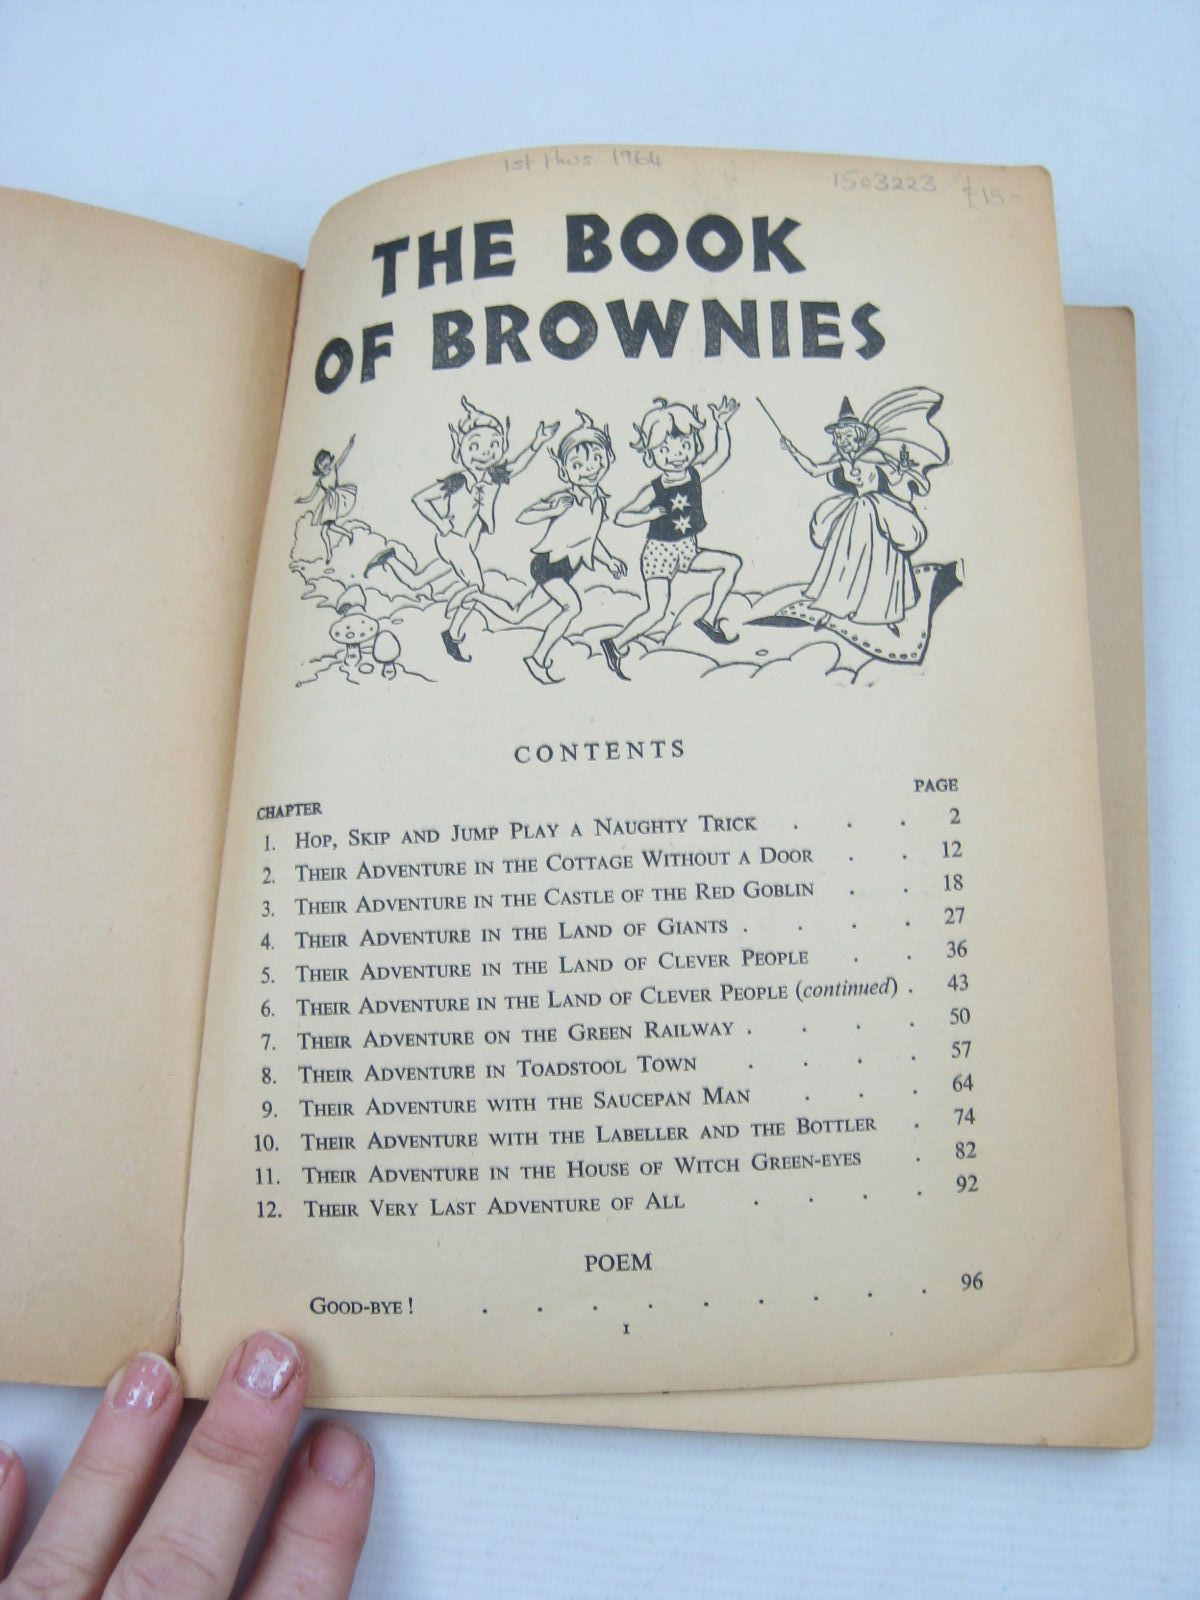 1st thus 1964
1503223 £15-
THE BOOK
OF BROWNIES
CONTENTS
CHAPTER PAGE
1. HOP, SKIP AND JUMP PLAY A NAUGHTY TRICK . . . 2
2. THEIR ADVENTURE IN THE COTTAGE WITHOUT A DOOR . . 12
3. THEIR ADVENTURE IN THE CASTLE OF THE RED GOBLIN . . 18
4. THEIR ADVENTURE IN THE LAND OF GIANTS . . . . 27
5. THEIR ADVENTURE IN THE LAND OF CLEVER PEOPLE . . 36
6. THEIR ADVENTURE IN THE LAND OF CLEVER PEOPLE (continued) . 43
7. THEIR ADVENTURE ON THE GREEN RAILWAY . . . . 50
8. THEIR ADVENTURE IN TOADSTOOL TOWN . . . . 57
9. THEIR ADVENTURE WITH THE SAUCEPAN MAN . . . 64
10. THEIR ADVENTURE WITH THE LABELLER AND THE BOTTLER . 74
11. THEIR ADVENTURE IN THE HOUSE OF WITCH GREEN-EYES . 82
12. THEIR VERY LAST ADVENTURE OF ALL . . . . 92
POEM
GOOD-BYE! . . . . . . . . . 96
1